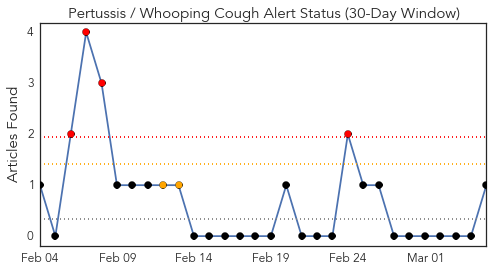 Pertussis / Whooping Cough Alert Status (30-Day Window)
Articles Found
4
3
2
1
0
Feb 04 Feb 09 Feb 14 Feb 19 Feb 24 Mar 01